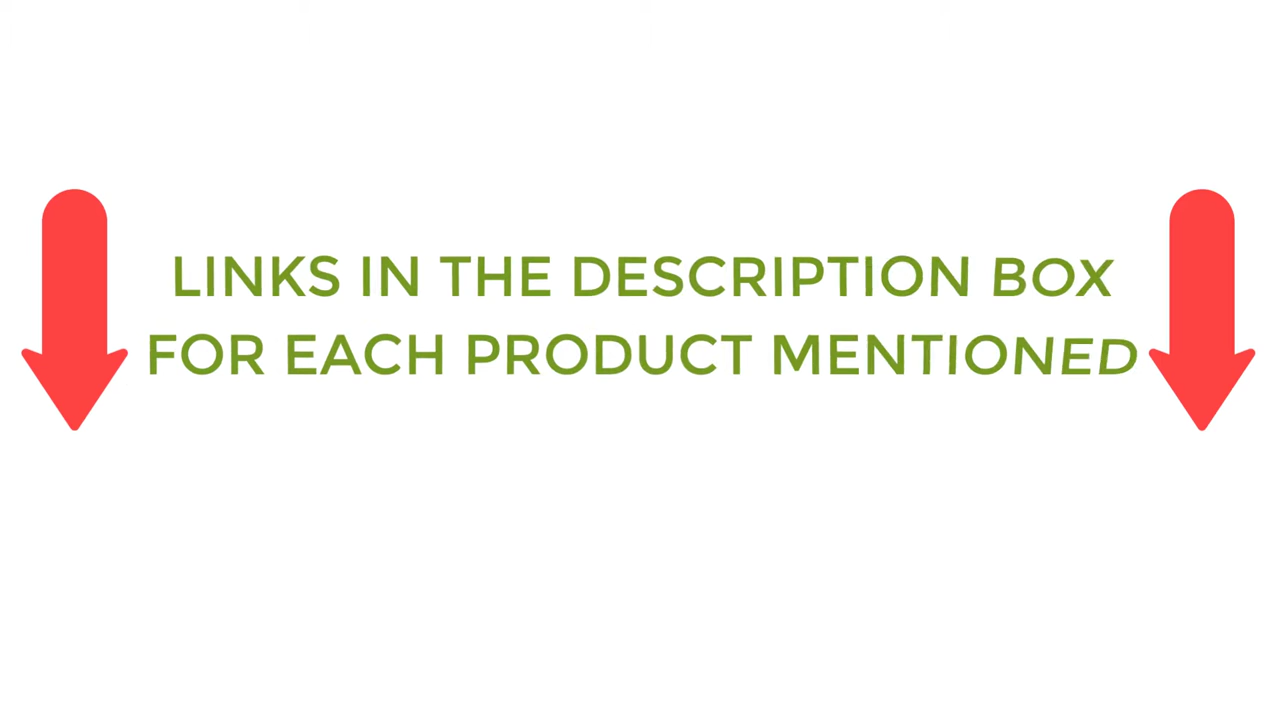 LINKS IN THE DESCRIPTION BOX
FOR EACH PRODUCT MENTIONED